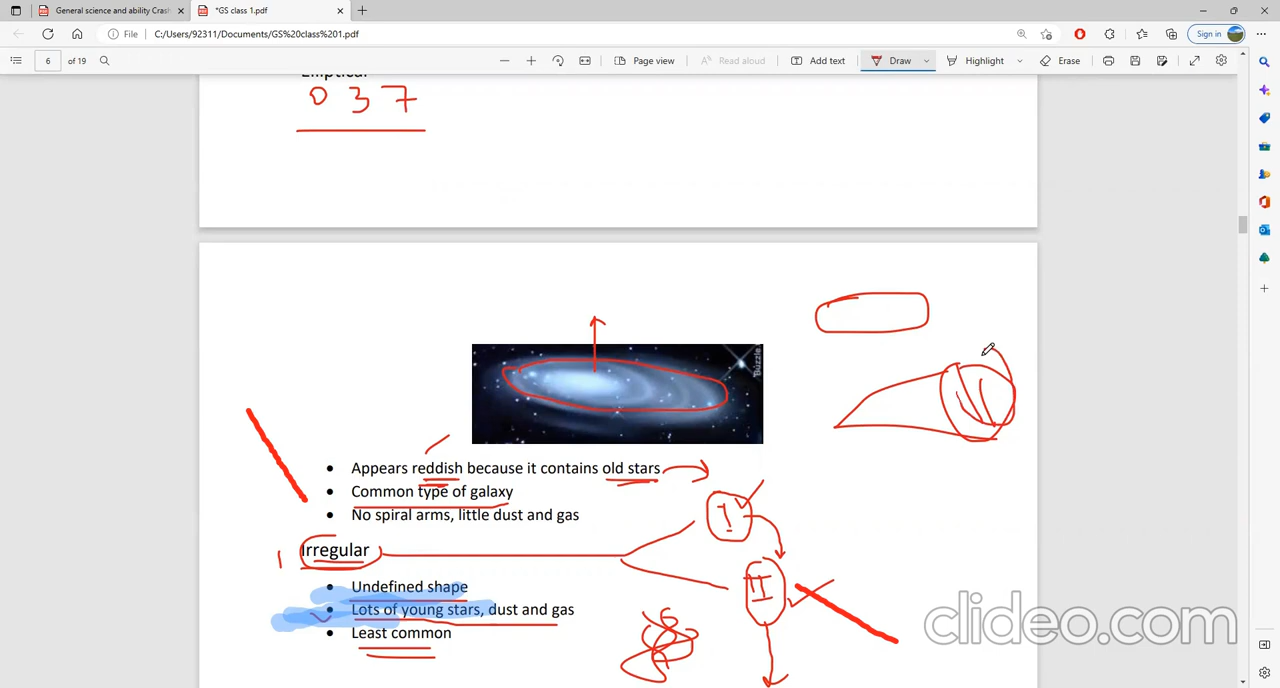 General science and ability Crash
*GS class 1.pdf
File
C:/Users/92311/Documents/GS%20class%201.pdf
Sign in
6
of 19
Page view
Read aloud
Add text
Draw
Highlight
Erase
Elliptical
0 3 7
Buzzle
Appears reddish because it contains old stars
Common type of galaxy
No spiral arms, little dust and gas
I
1
Irregular
II
Undefined shape
Lots of young stars, dust and gas
Least common
clideo.com